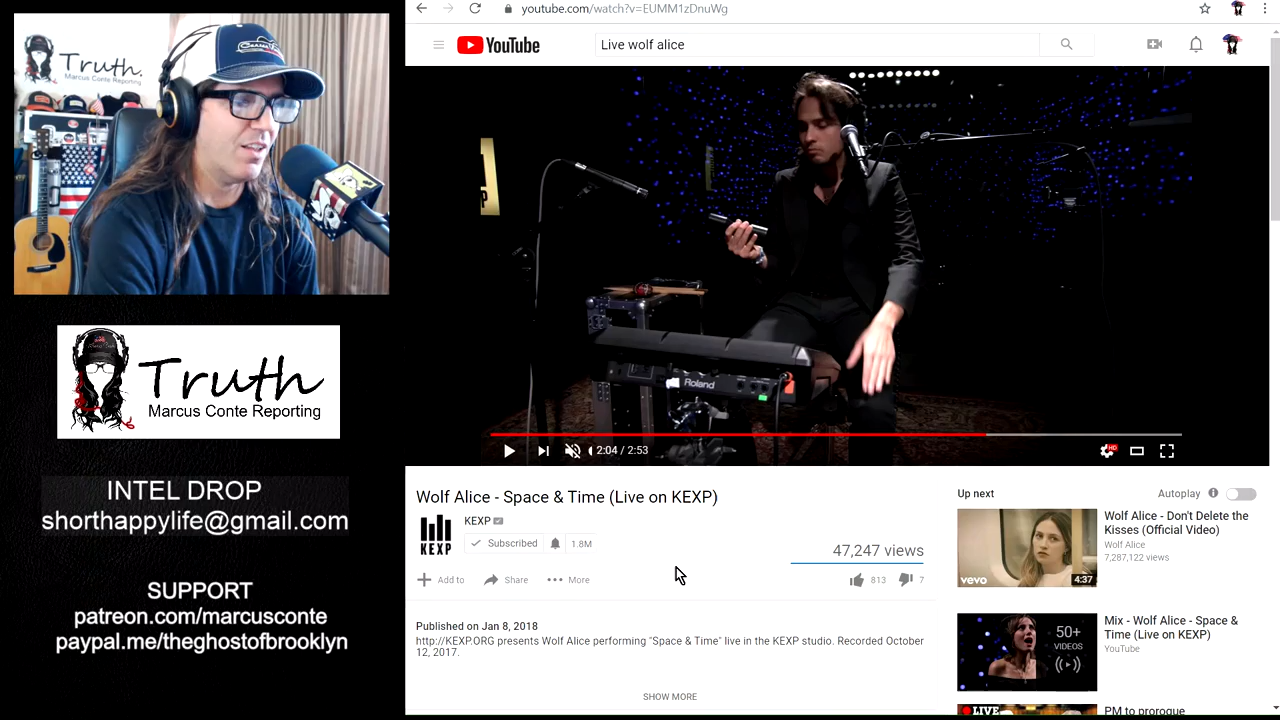 youtube.com/watch?v=EUMM1zDnuWg
YouTube
Live wolf alice
Truth.
Marcus Conte Reporting
Roland
2:04 / 2:53
HD
Truth
Marcus Conte Reporting
INTEL DROP
shorthappylife@gmail.com
SUPPORT
patreon.com/marcusconte
paypal.me/theghostofbrooklyn
Wolf Alice - Space & Time (Live on KEXP)
KEXP
KEXP
Subscribed
1.8M
47,247 views
Add to
Share
More
813
7
Published on Jan 8, 2018
http://KEXP.ORG presents Wolf Alice performing "Space & Time" live in the KEXP studio. Recorded October
12, 2017.
SHOW MORE
Up next
Autoplay
vevo
4:37
Wolf Alice - Don't Delete the
Kisses (Official Video)
Wolf Alice
7,287,122 views
50+
VIDEOS
Mix - Wolf Alice - Space &
Time (Live on KEXP)
YouTube
LIVE
PM to prorogue